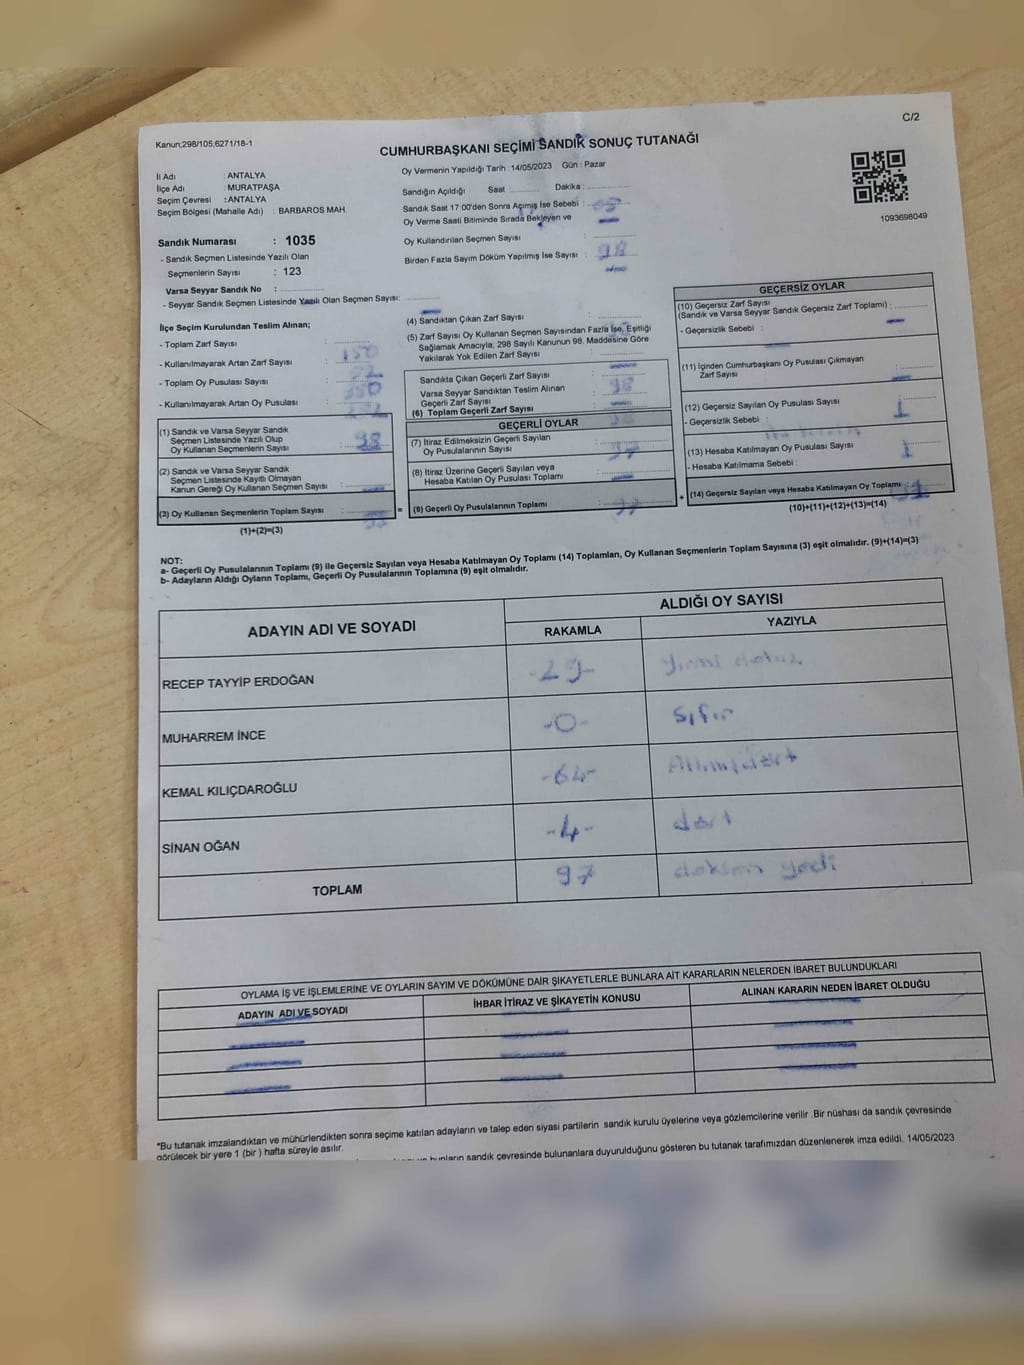 Kanun;298/105;6271/18-1
C/2
CUMHURBAŞKANI SEÇİMİ SANDIK SONUÇ TUTANAĞI
Oy Vermenin Yapıldığı Tarih : 14/05/2023 Gün : Pazar
İl Adı : ANTALYA
İlçe Adı : MURATPAŞA
Seçim Çevresi : ANTALYA
Seçim Bölgesi (Mahalle Adı) : BARBAROS MAH.
Sandığın Açıldığı Saat Dakika :
Sandık Saat 17:00'den Sonra Açımış İse Sebebi :
Oy Verme Saati Bitiminde Sırada Bekleyen ve
Oy Kullandırılan Seçmen Sayısı :
Birden Fazla Sayım Döküm Yapılmış İse Sayısı : 98
1093698049
Sandık Numarası : 1035
- Sandık Seçmen Listesinde Yazılı Olan
Seçmenlerin Sayısı : 123
Varsa Seyyar Sandık No :
- Seyyar Sandık Seçmen Listesinde Yazılı Olan Seçmen Sayısı:
İlçe Seçim Kurulundan Teslim Alınan;
- Toplam Zarf Sayısı :
- Kullanılmayarak Artan Zarf Sayısı : 150
- Toplam Oy Pusulası Sayısı :
- Kullanılmayarak Artan Oy Pusulası :
(1) Sandık ve Varsa Seyyar Sandık
Seçmen Listesinde Yazılı Olup
Oy Kullanan Seçmenlerin Sayısı : 98
(2) Sandık ve Varsa Seyyar Sandık
Seçmen Listesinde Kayıtlı Olmayan
Kanun Gereği Oy Kullanan Seçmen Sayısı :
(3) Oy Kullanan Seçmenlerin Toplam Sayısı :
(1)+(2)=(3)
(4) Sandıktan Çıkan Zarf Sayısı :
(5) Zarf Sayısı Oy Kullanan Seçmen Sayısından Fazla İse, Eşitliği
Sağlamak Amacıyla, 298 Sayılı Kanunun 98. Maddesine Göre
Yakılarak Yok Edilen Zarf Sayısı :
Sandıkta Çıkan Geçerli Zarf Sayısı :
Varsa Seyyar Sandıktan Teslim Alınan
Geçerli Zarf Sayısı : 98
(6) Toplam Geçerli Zarf Sayısı :
GEÇERLİ OYLAR
(7) İtiraz Edilmeksizin Geçerli Sayılan
Oy Pusulalarının Sayısı : 97
(8) İtiraz Üzerine Geçerli Sayılan veya
Hesaba Katılan Oy Pusulası Toplamı :
= (9) Geçerli Oy Pusulalarının Toplamı : 97
GEÇERSİZ OYLAR
(10) Geçersiz Zarf Sayısı
(Sandık ve Varsa Seyyar Sandık Geçersiz Zarf Toplamı) :
- Geçersizlik Sebebi :
(11) İçinden Cumhurbaşkanı Oy Pusulası Çıkmayan
Zarf Sayısı :
(12) Geçersiz Sayılan Oy Pusulası Sayısı : 1
- Geçersizlik Sebebi :
(13) Hesaba Katılmayan Oy Pusulası Sayısı : 1
- Hesaba Katılmama Sebebi :
+ (14) Geçersiz Sayılan veya Hesaba Katılmayan Oy Toplamı : 01
(10)+(11)+(12)+(13)=(14)
NOT:
a- Geçerli Oy Pusulalarının Toplamı (9) ile Geçersiz Sayılan veya Hesaba Katılmayan Oy Toplamı (14) Toplamları, Oy Kullanan Seçmenlerin Toplam Sayısına (3) eşit olmalıdır. (9)+(14)=(3)
b- Adayların Aldığı Oyların Toplamı, Geçerli Oy Pusulalarının Toplamına (9) eşit olmalıdır.
ADAYIN ADI VE SOYADI ALDIĞI OY SAYISI
RAKAMLA YAZIYLA
RECEP TAYYİP ERDOĞAN -29- yirmi dokuz
MUHARREM İNCE -0- sıfır
KEMAL KILIÇDAROĞLU -64- Altmışdört
SİNAN OĞAN -4- dört
TOPLAM 97 doksan yedi
OYLAMA İŞ VE İŞLEMLERİNE VE OYLARIN SAYIM VE DÖKÜMÜNE DAİR ŞİKAYETLERLE BUNLARA AİT KARARLARIN NELERDEN İBARET BULUNDUKLARI
ADAYIN ADI VE SOYADI İHBAR İTİRAZ VE ŞİKAYETİN KONUSU ALINAN KARARIN NEDEN İBARET OLDUĞU
*Bu tutanak imzalandıktan ve mühürlendikten sonra seçime katılan adayların ve talep eden siyasi partilerin sandık kurulu üyelerine veya gözlemcilerine verilir .Bir nüshası da sandık çevresinde
görülecek bir yere 1 (bir ) hafta süreyle asılır.
bunların sandık çevresinde bulunanlara duyurulduğunu gösteren bu tutanak tarafımızdan düzenlenerek imza edildi. 14/05/2023